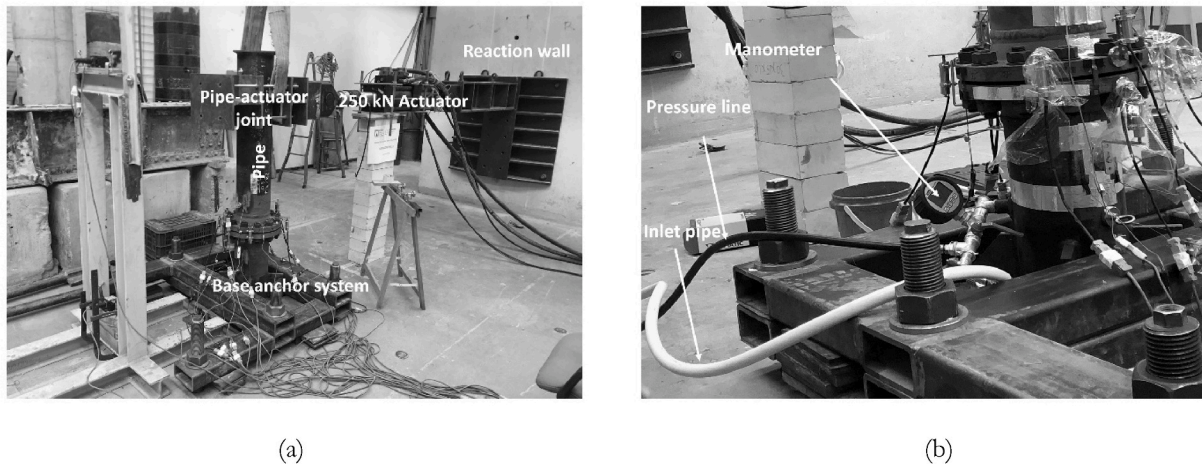 Reaction wall
Pipe-actuator
joint
250 kN Actuator
Pipe
Base anchor system
Manometer
Pressure line
Inlet pipe
(a)
(b)